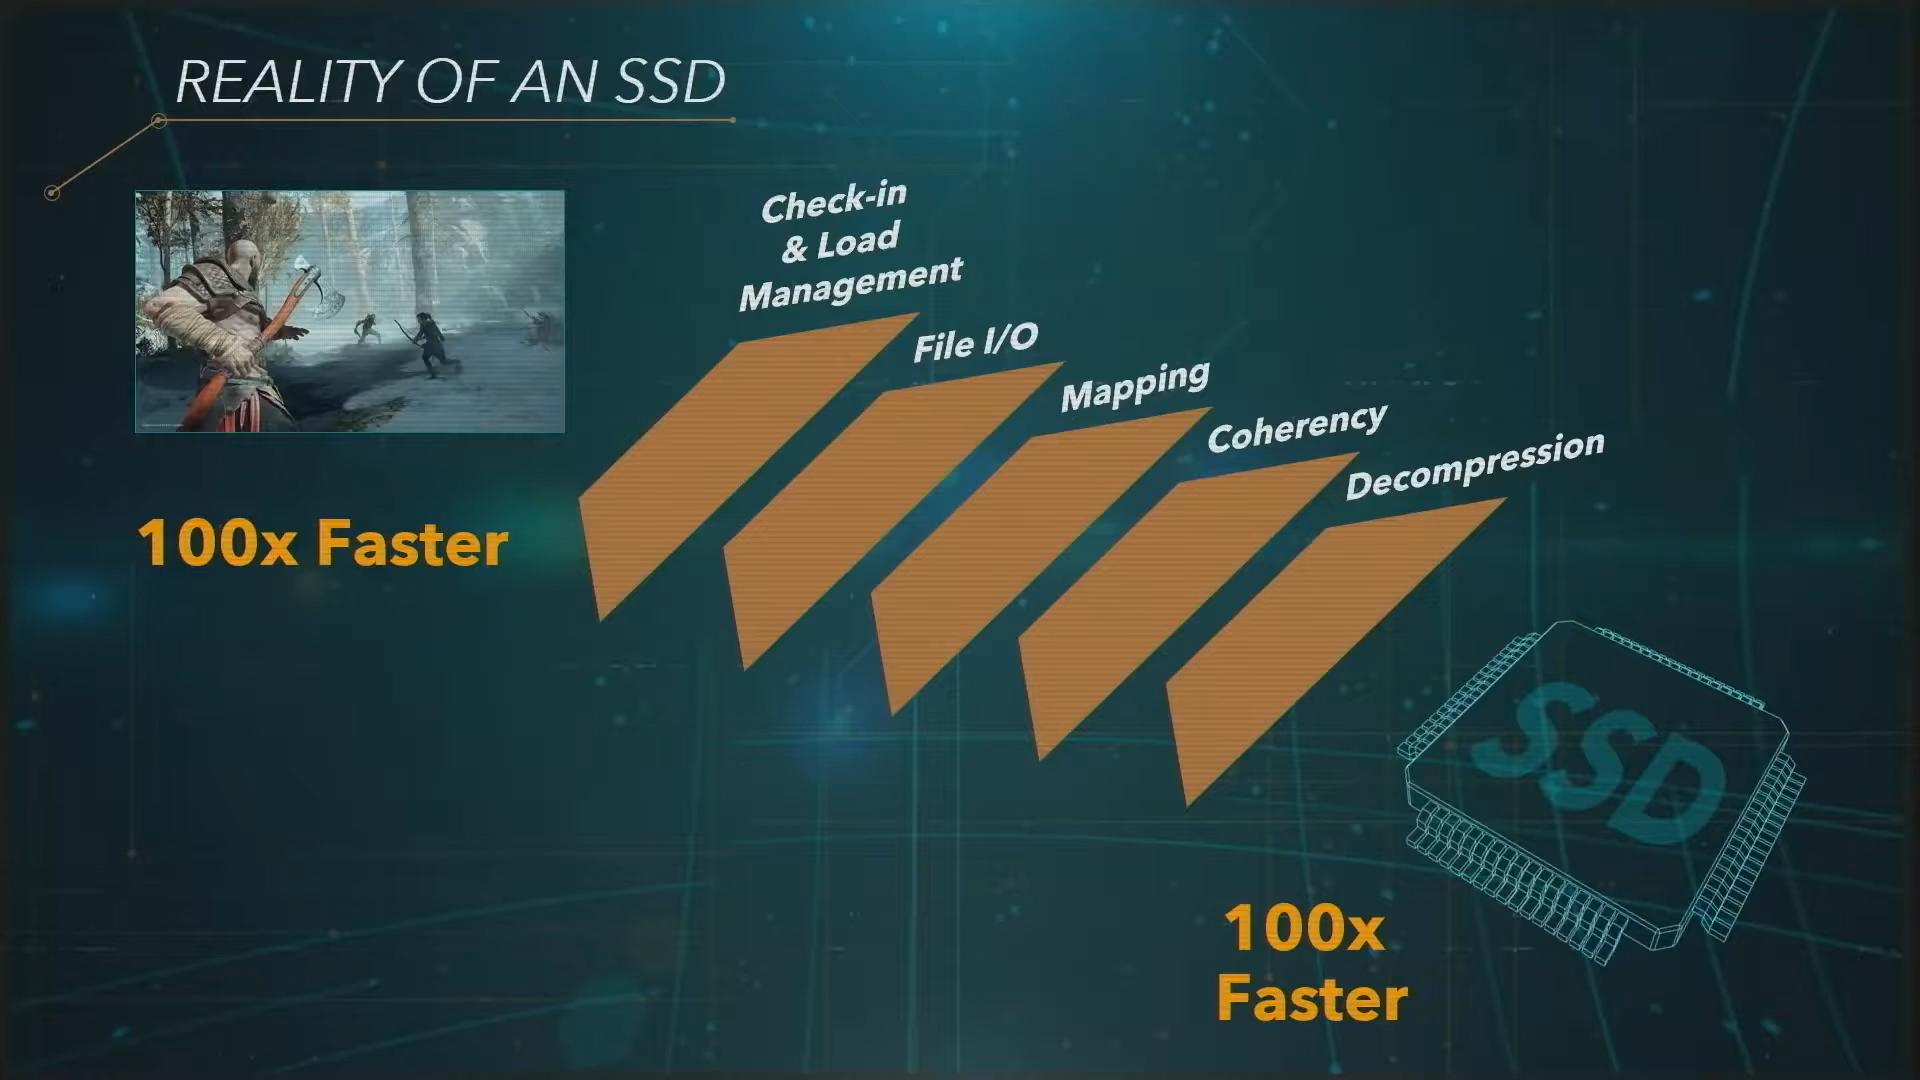 REALITY OF AN SSD
Check-in
& Load
Management
File I/O
Mapping
Coherency
Decompression
100x Faster
SSD
100x
Faster